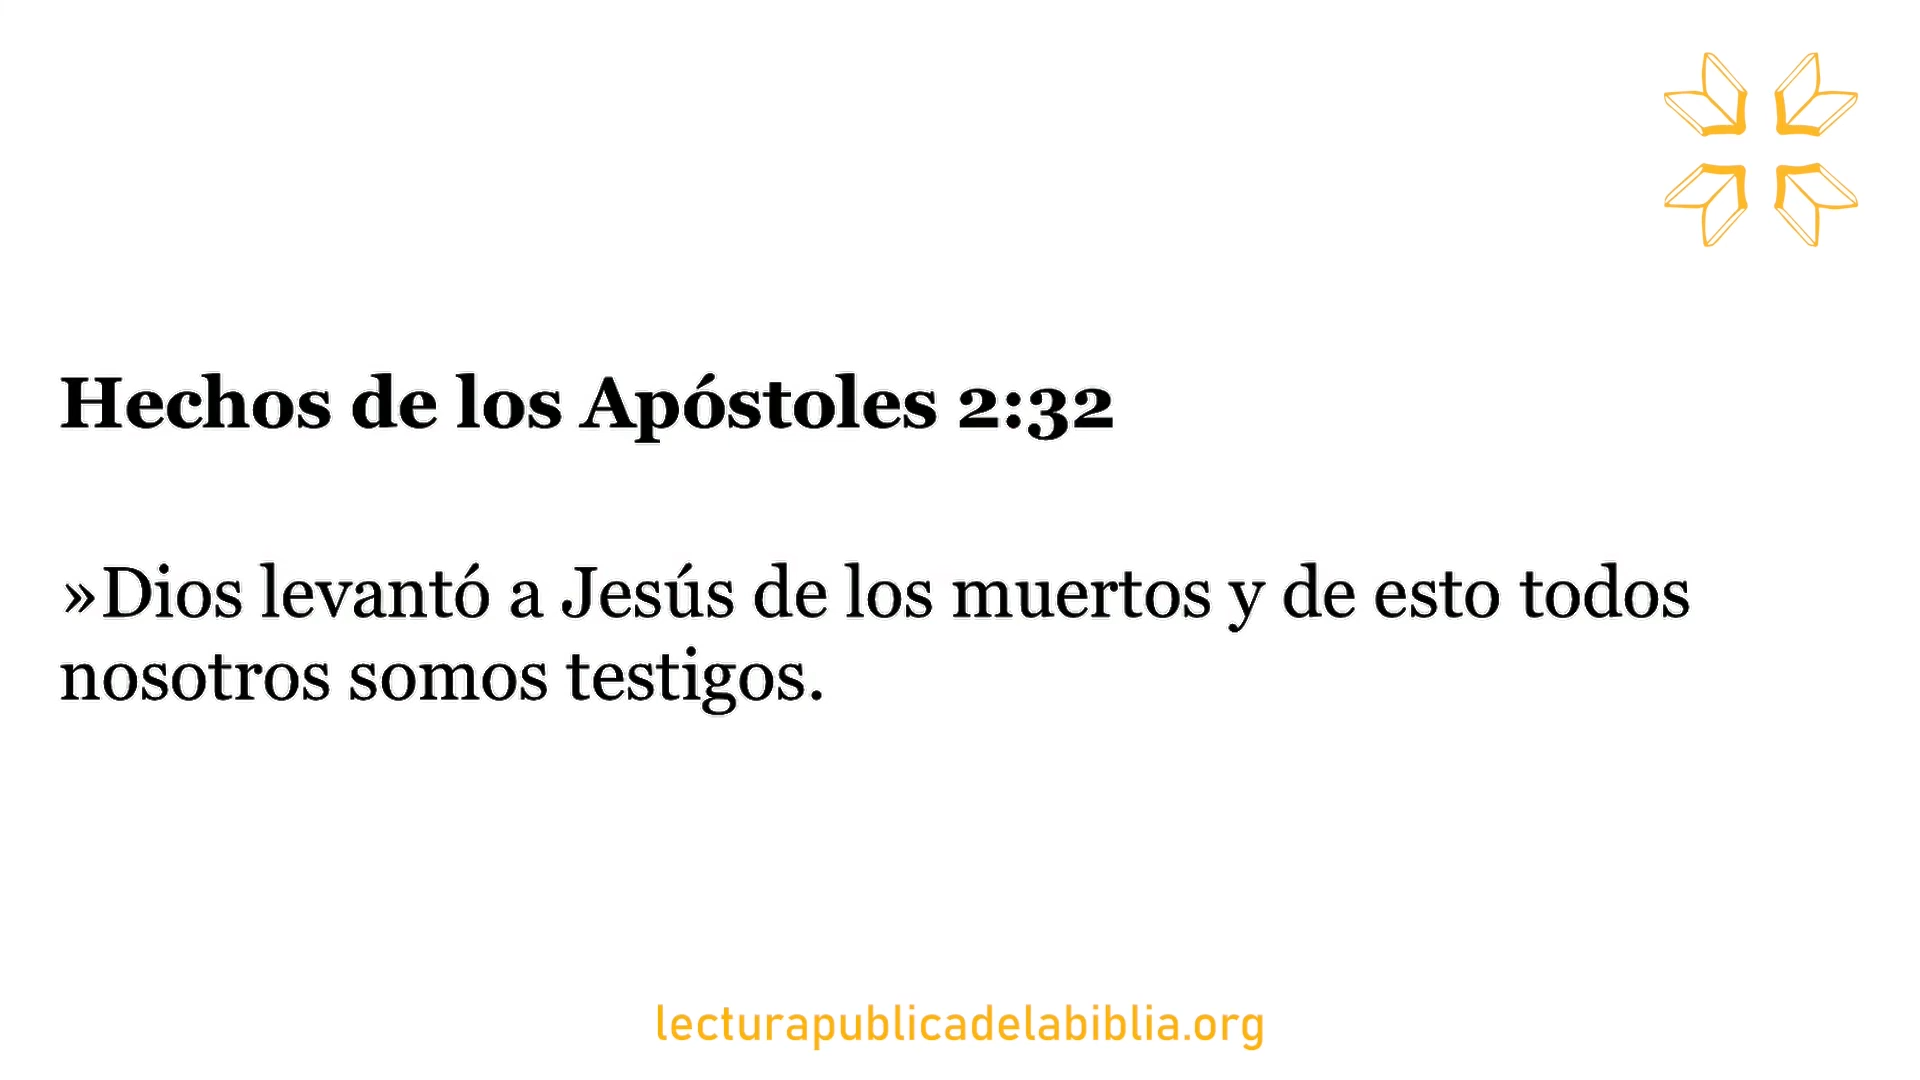 Hechos de los Apóstoles 2:32
»Dios levantó a Jesús de los muertos y de esto todos
nosotros somos testigos.
lecturapublicadelabiblia.org